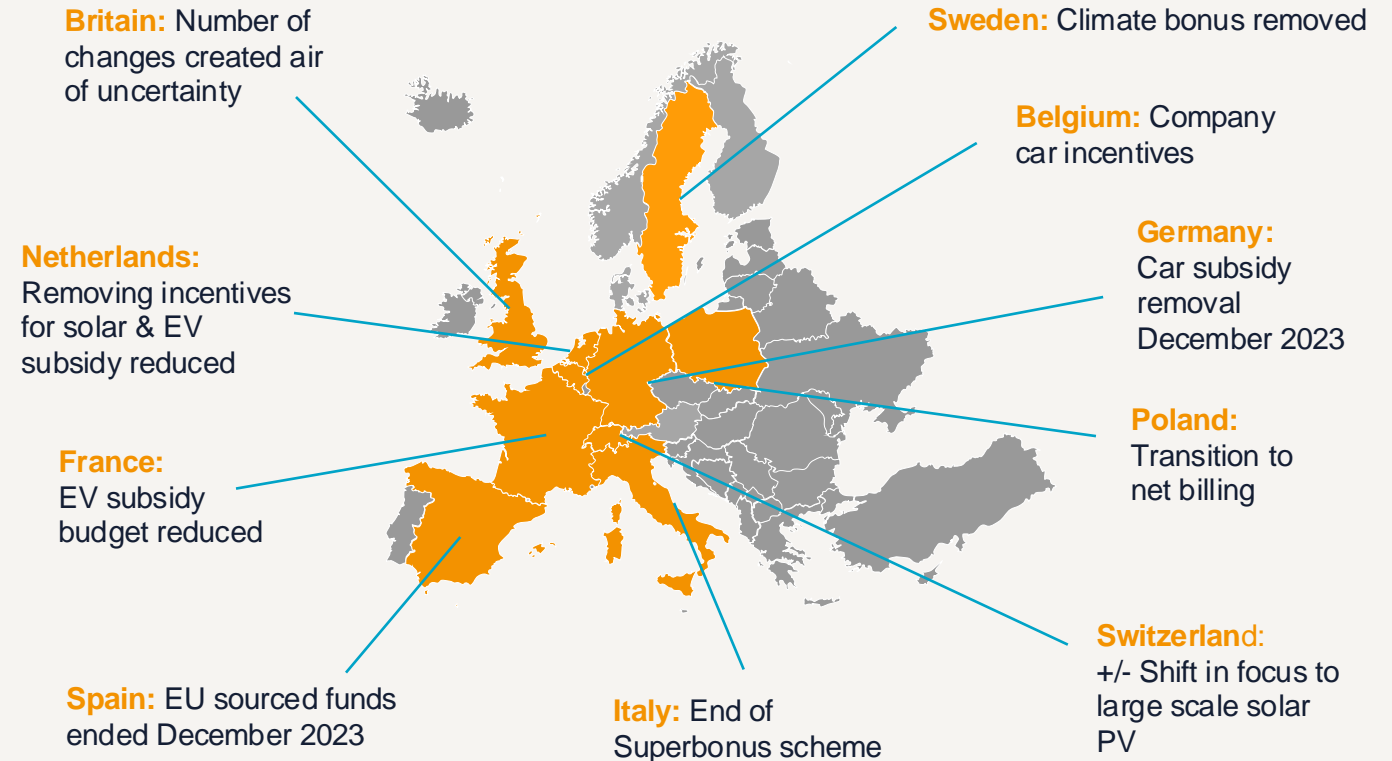 Britain: Number of
changes created air
of uncertainty
Sweden: Climate bonus removed
Belgium: Company
car incentives
Netherlands:
Removing incentives
for solar & EV
subsidy reduced
Germany:
Car subsidy
removal
December 2023
France:
EV subsidy
budget reduced
Poland:
Transition to
net billing
Spain: EU sourced funds
ended December 2023
Italy: End of
Superbonus scheme
Switzerland:
+/- Shift in focus to
large scale solar
PV